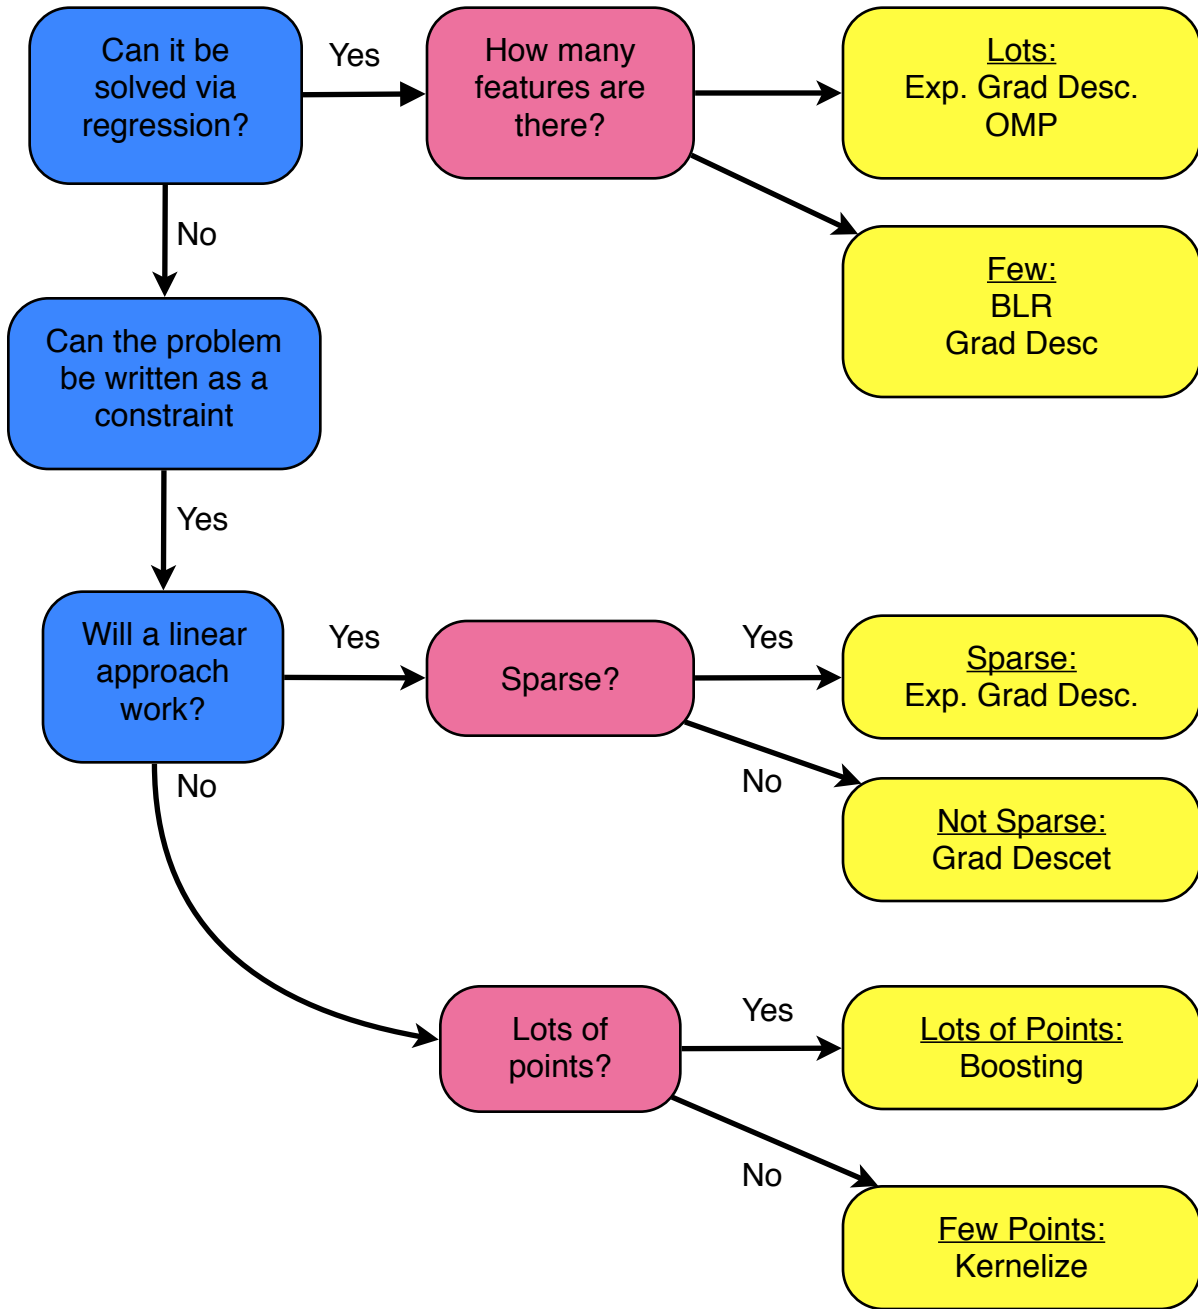 Can it be
solved via
regression?
Yes
How many
features are
there?
Lots:
Exp. Grad Desc.
OMP
No
Few:
BLR
Grad Desc
Can the problem
be written as a
constraint
Yes
Will a linear
approach
work?
Yes
Sparse?
Yes
Sparse:
Exp. Grad Desc.
No
No
Not Sparse:
Grad Descet
Lots of
points?
Yes
Lots of Points:
Boosting
No
Few Points:
Kernelize